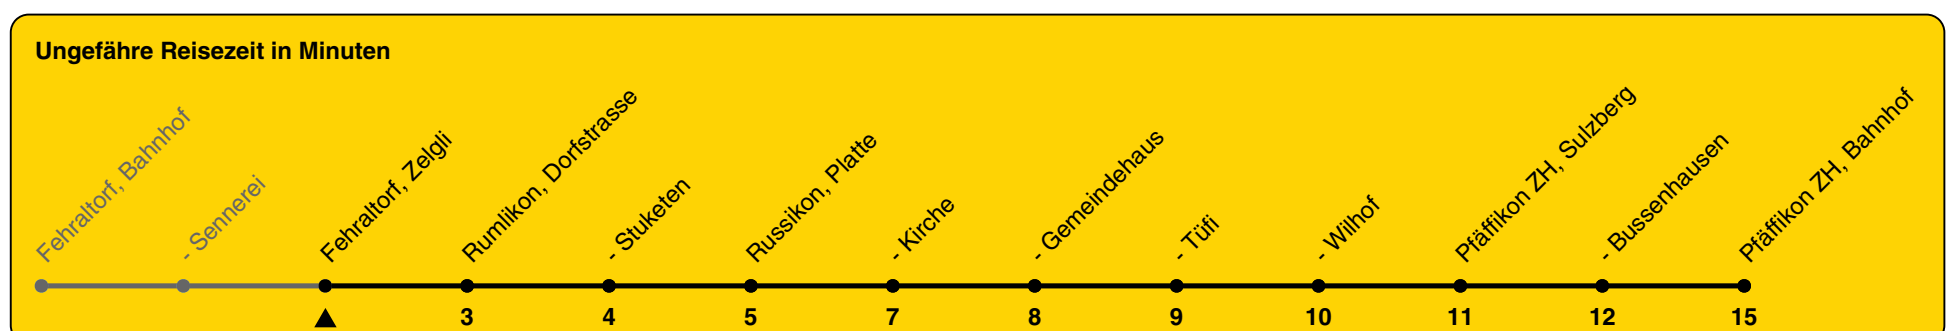 Ungefähre Reisezeit in Minuten
Fehraltorf, Bahnhof
- Sennerei
Fehraltorf, Zelgli
Rumlikon, Dorfstrasse
- Stuketen
Russikon, Platte
- Kirche
- Gemeindehaus
- Tüfi
- Wilhof
Pfäffikon ZH, Sulzberg
- Bussenhausen
Pfäffikon ZH, Bahnhof
3 4 5 7 8 9 10 11 12 15